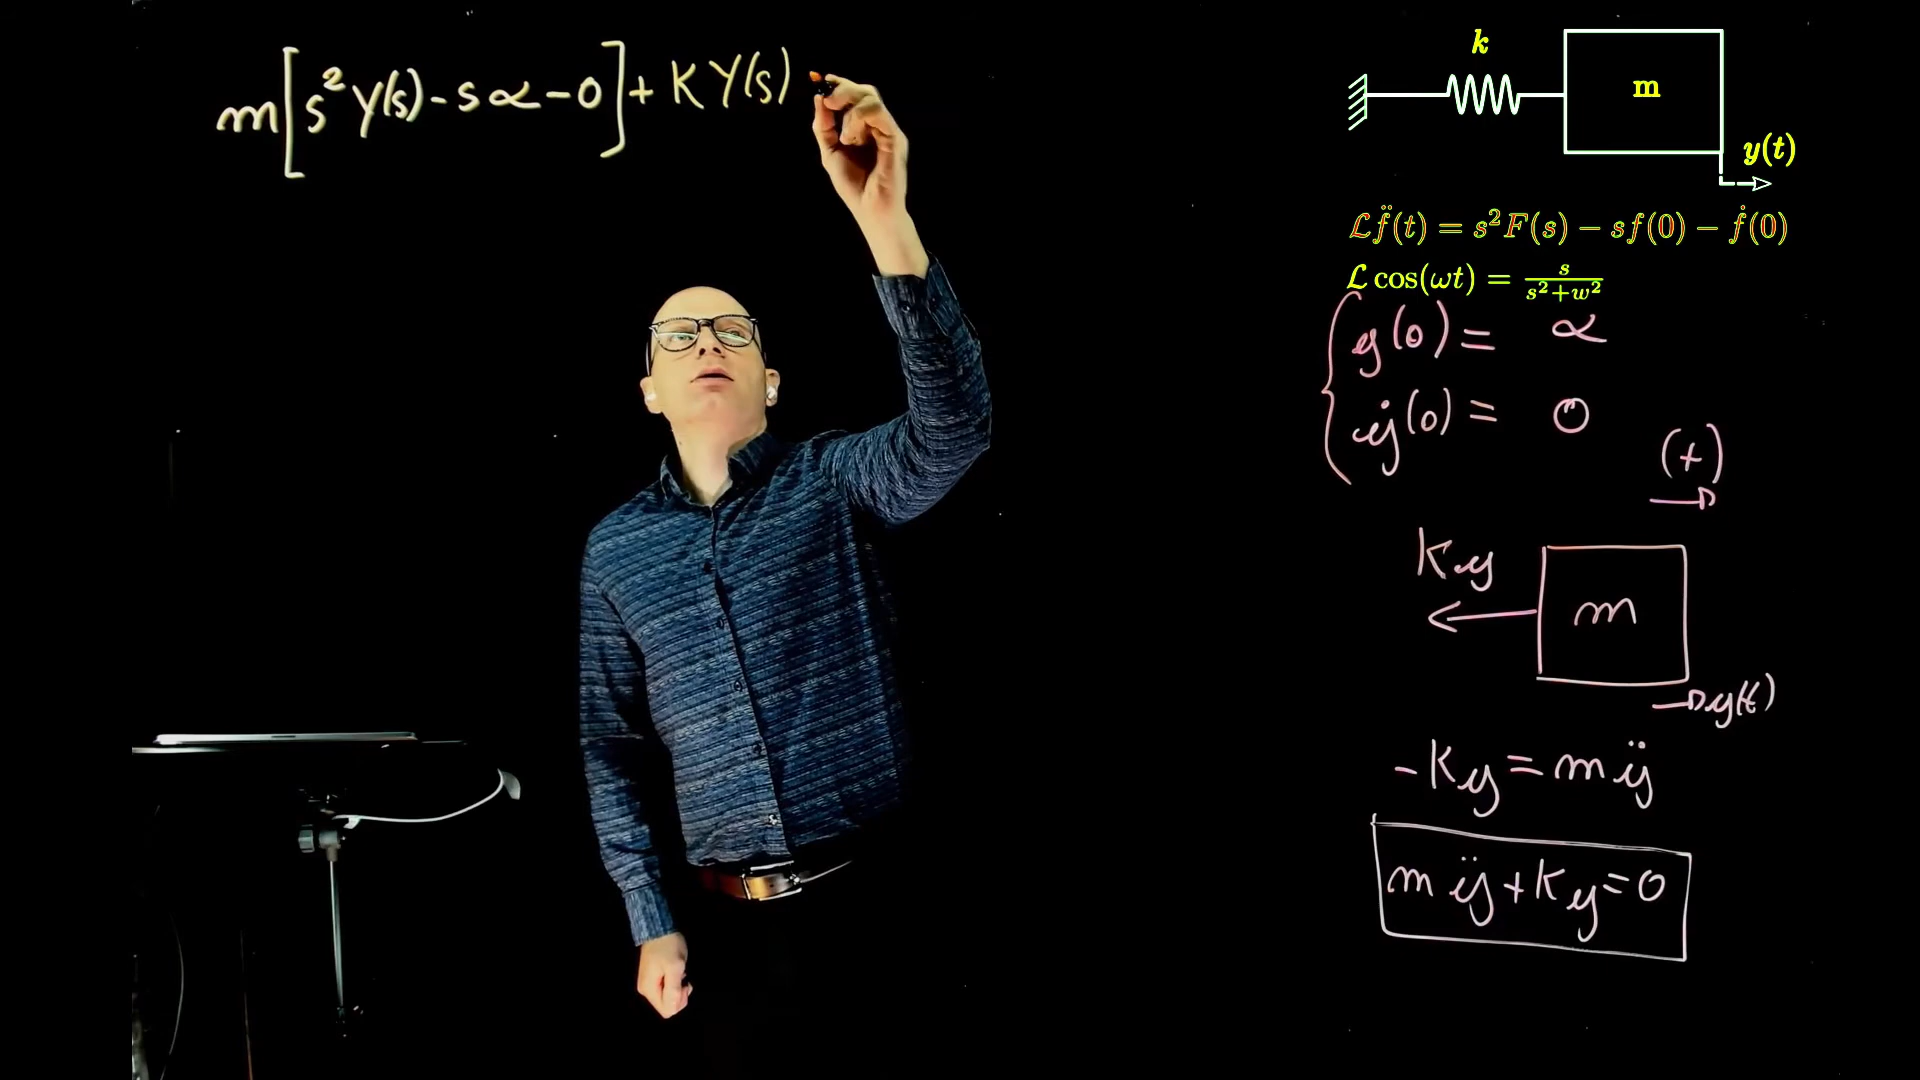 m[s²Y(s)-sα-0]+KY(s)
k
m
y(t)
ℒf̈(t) = s²F(s) − sf(0) − ḟ(0)
ℒ cos(ωt) = s/(s²+w²)
y(0) = α
ẏ(0) = 0
(+)
Ky
m
y(t)
-Ky=mÿ
mÿ+Ky=0